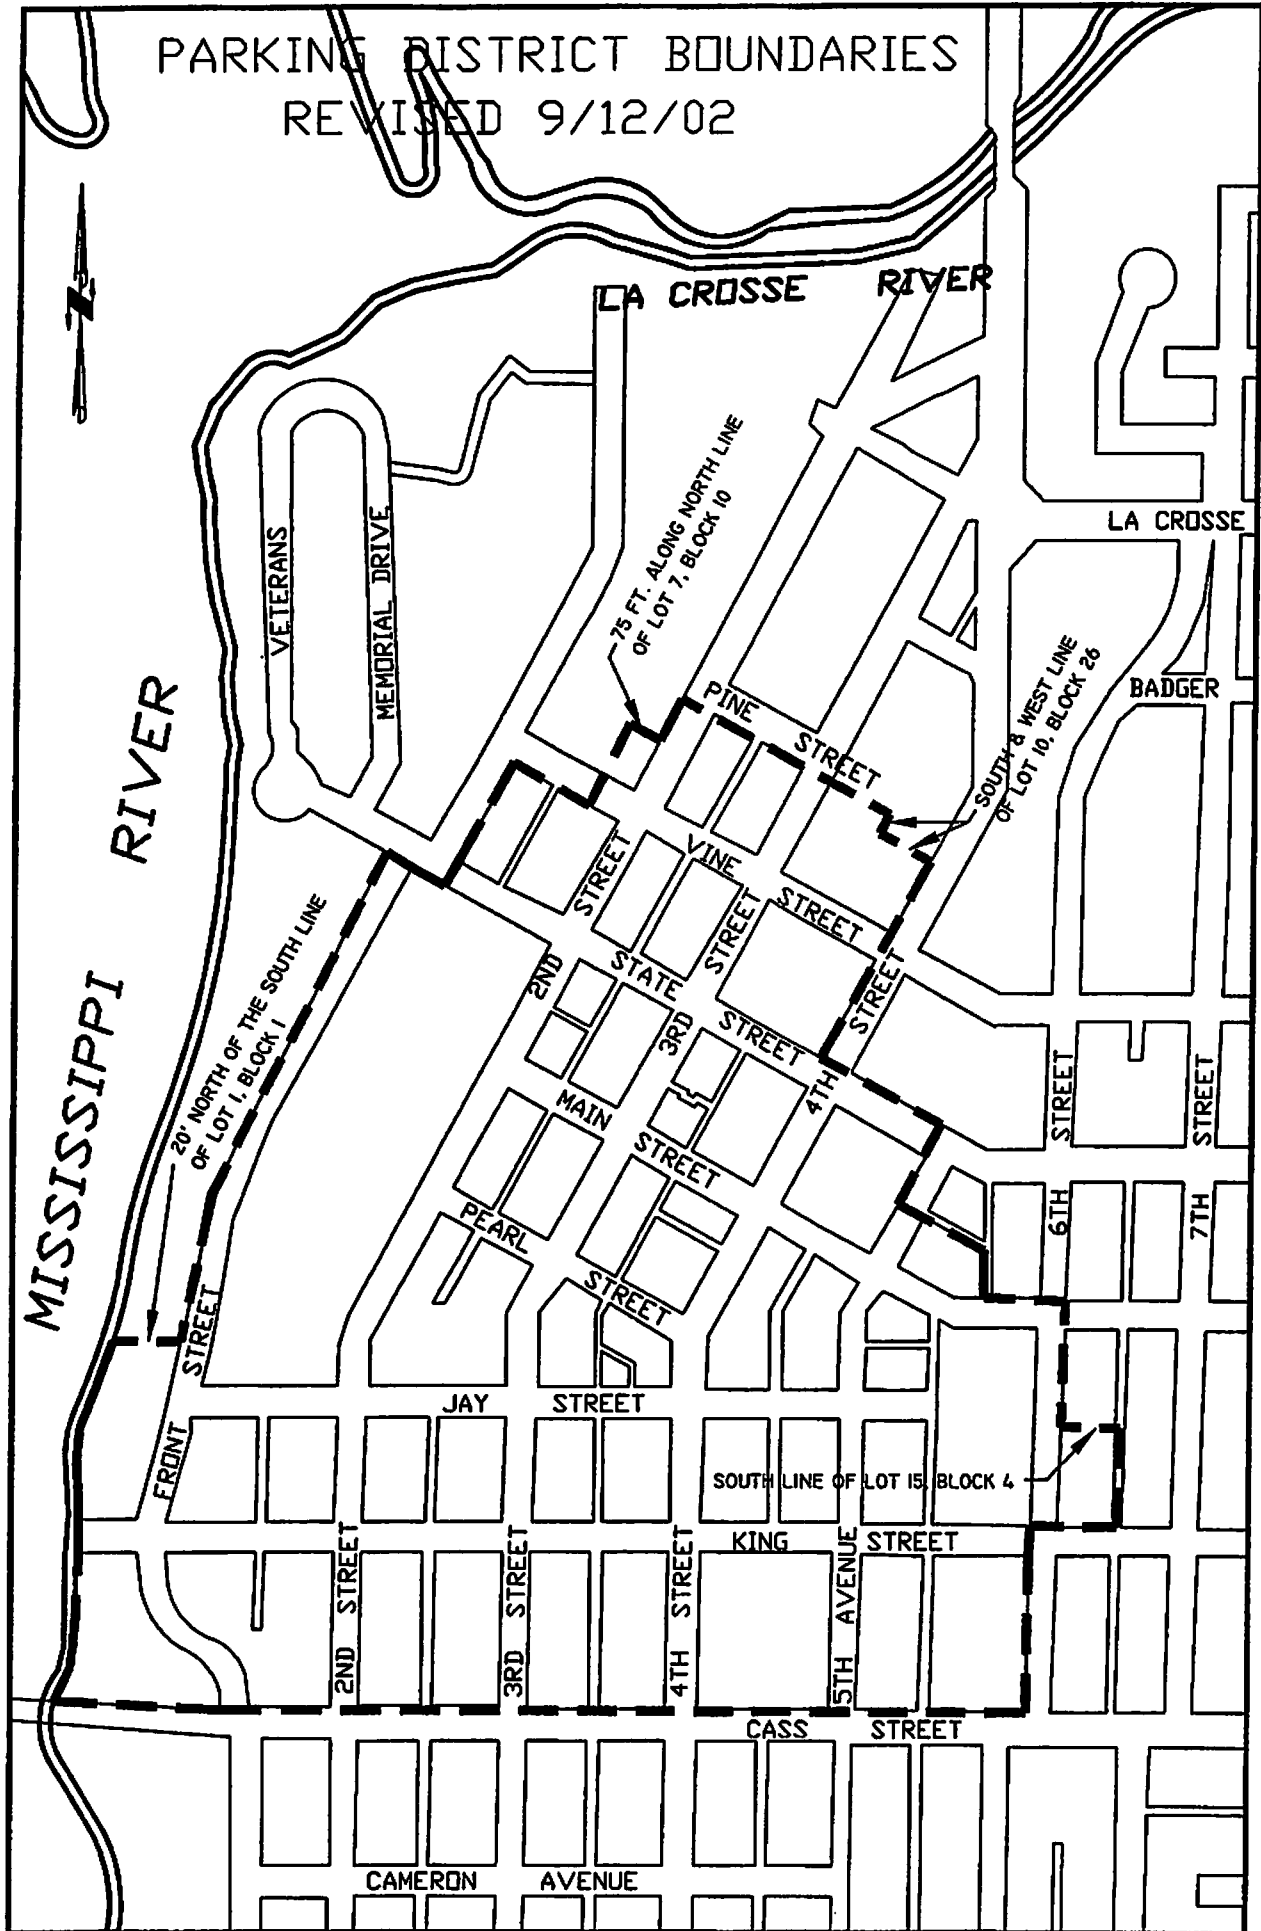 PARKING DISTRICT BOUNDARIES
REVISED 9/12/02
N
LA CROSSE RIVER
75 FT. ALONG NORTH LINE
OF LOT 7, BLOCK 10
LA CROSSE
VETERANS
MEMORIAL DRIVE
SOUTH & WEST LINE
OF LOT 10, BLOCK 26
BADGER
PINE STREET
MISSISSIPPI RIVER
VINE STREET
STREET
STREET
STREET
20' NORTH OF THE SOUTH LINE
OF LOT 1, BLOCK 1
2ND
STATE STREET
3RD
4TH
MAIN STREET
STREET
STREET
6TH
7TH
PEARL STREET
STREET
FRONT
JAY STREET
SOUTH LINE OF LOT 15, BLOCK 4
KING STREET
2ND STREET
3RD STREET
4TH STREET
5TH AVENUE
CASS STREET
CAMERON AVENUE